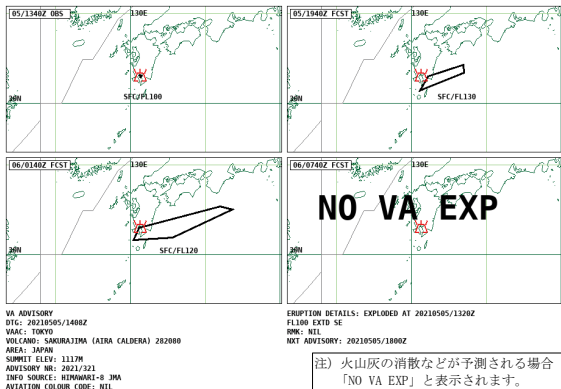 05/1340Z OBS
130E
30N
SFC/FL100
05/1940Z FCST
130E
30N
SFC/FL130
06/0140Z FCST
130E
30N
SFC/FL120
06/0740Z FCST
130E
NO VA EXP
30N
VA ADVISORY
DTG: 20210505/1408Z
VAAC: TOKYO
VOLCANO: SAKURAJIMA (AIRA CALDERA) 282080
AREA: JAPAN
SUMMIT ELEV: 1117M
ADVISORY NR: 2021/321
INFO SOURCE: HIMAWARI-8 JMA
AVIATION COLOUR CODE: NIL
ERUPTION DETAILS: EXPLODED AT 20210505/1320Z
FL100 EXTD SE
RMK: NIL
NXT ADVISORY: 20210505/1800Z
注）火山灰の消散などが予測される場合
「NO VA EXP」と表示されます。